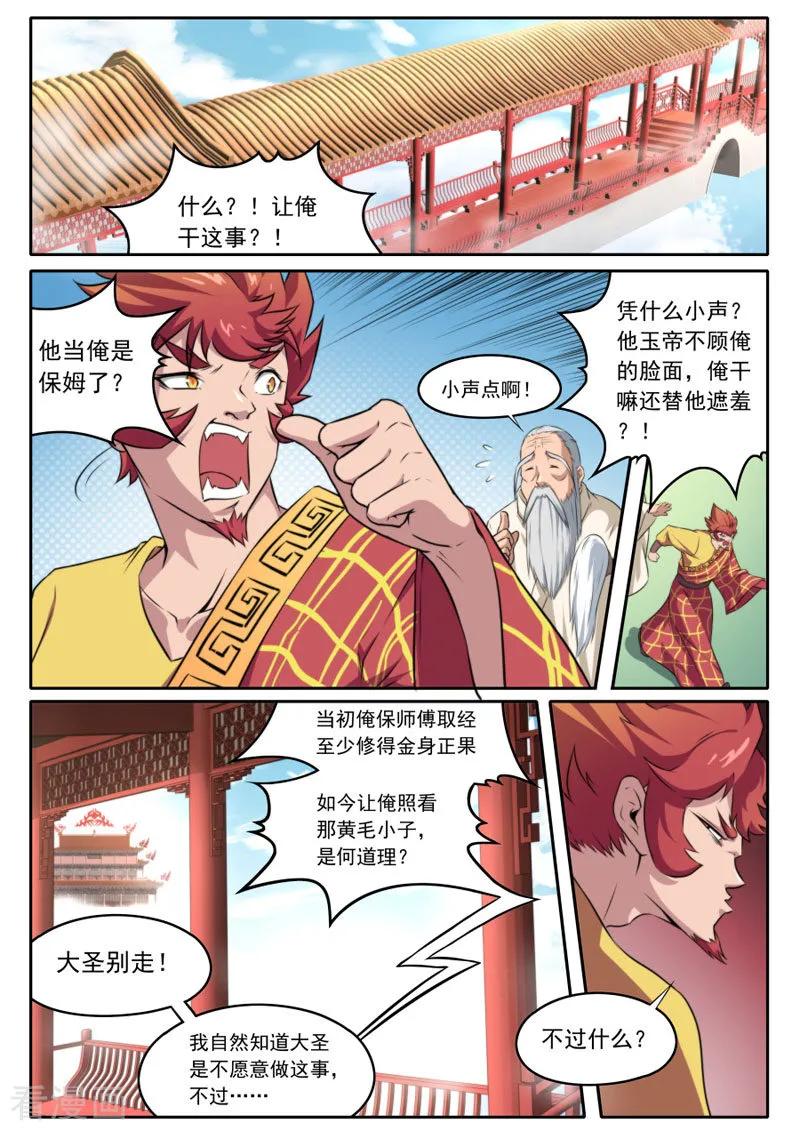 什么？！让俺
干这事？！
他当俺是
保姆了？
小声点啊！
凭什么小声？
他玉帝不顾俺
的脸面，俺干
嘛还替他遮羞
？！
当初俺保师傅取经
至少修得金身正果
如今让俺照看
那黄毛小子，
是何道理？
大圣别走！
我自然知道大圣
是不愿意做这事，
不过……
不过什么？
看漫画